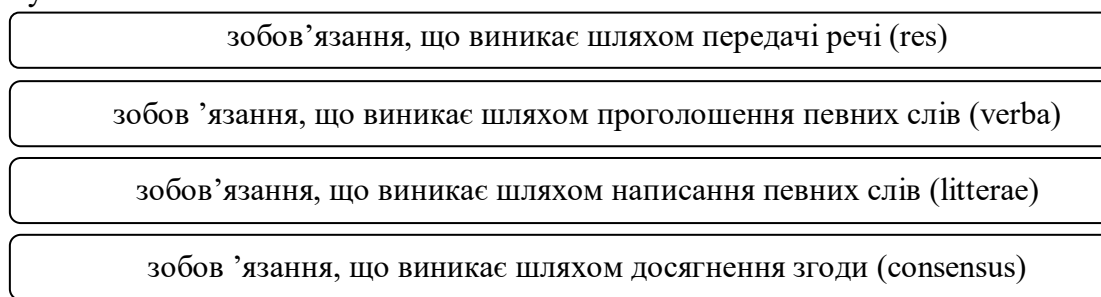 зобов’язання, що виникає шляхом передачі речі (res)
зобов ’язання, що виникає шляхом проголошення певних слів (verba)
зобов’язання, що виникає шляхом написання певних слів (litterae)
зобов ’язання, що виникає шляхом досягнення згоди (consensus)